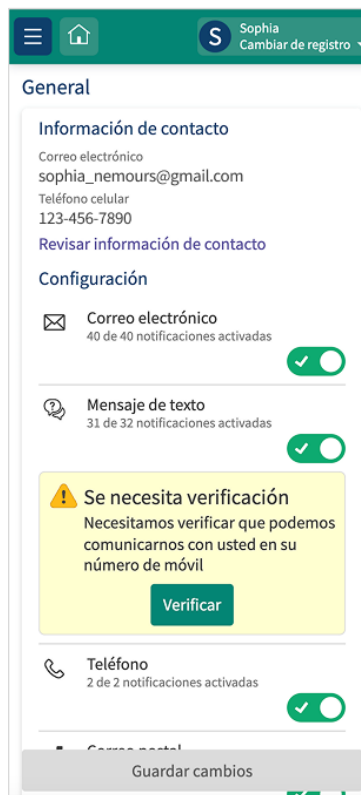 S
Sophia
Cambiar de registro
General
Información de contacto
Correo electrónico
sophia_nemours@gmail.com
Teléfono celular
123-456-7890
Revisar información de contacto
Configuración
Correo electrónico
40 de 40 notificaciones activadas
Mensaje de texto
31 de 32 notificaciones activadas
Se necesita verificación
Necesitamos verificar que podemos
comunicarnos con usted en su
número de móvil
Verificar
Teléfono
2 de 2 notificaciones activadas
Correo postal
Guardar cambios